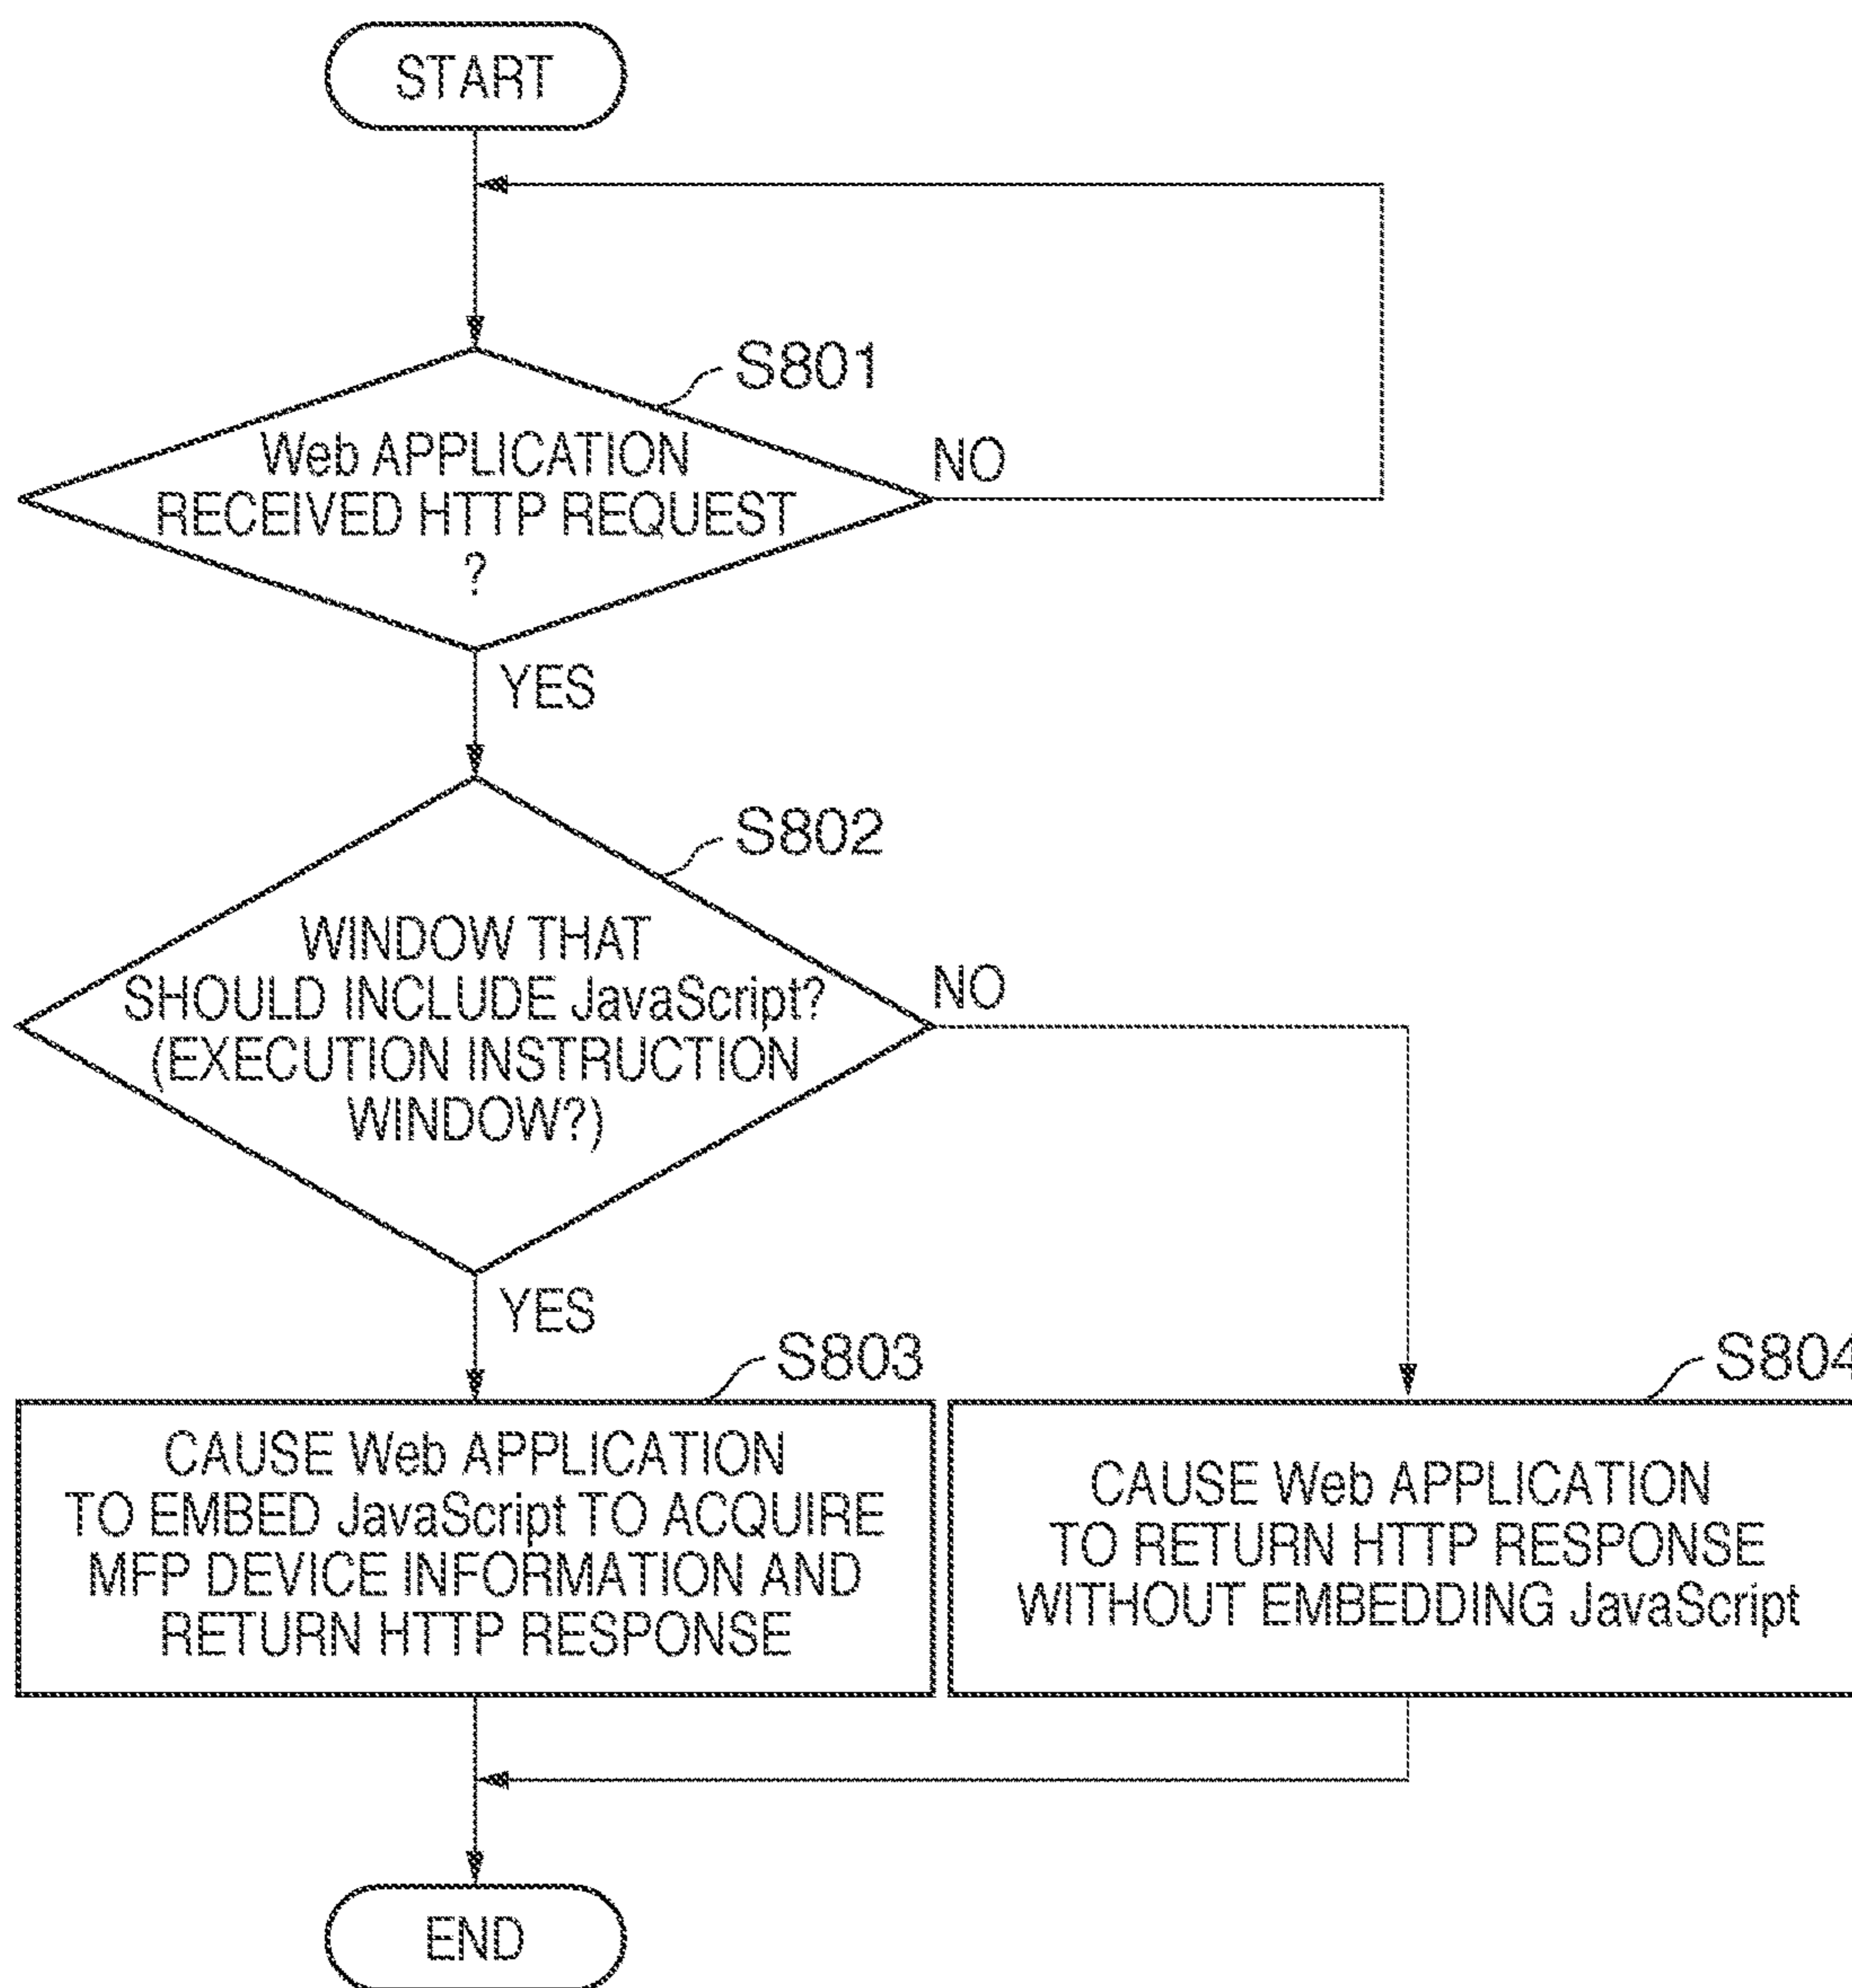 START
S801
Web APPLICATION
RECEIVED HTTP REQUEST
?
NO
YES
S802
WINDOW THAT
SHOULD INCLUDE JavaScript?
(EXECUTION INSTRUCTION
WINDOW?)
NO
YES
S803
CAUSE Web APPLICATION
TO EMBED JavaScript TO ACQUIRE
MFP DEVICE INFORMATION AND
RETURN HTTP RESPONSE
S804
CAUSE Web APPLICATION
TO RETURN HTTP RESPONSE
WITHOUT EMBEDDING JavaScript
END